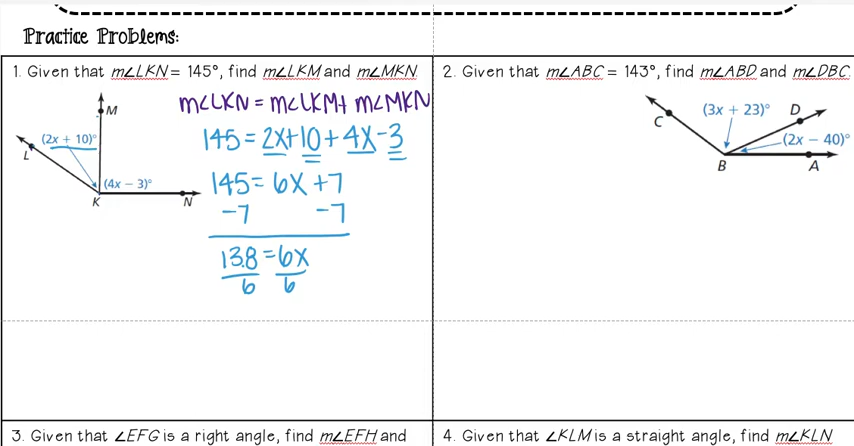 Practice Problems:
1. Given that m∠LKN = 145°, find m∠LKM and m∠MKN.
M
(2x + 10)°
L
(4x − 3)°
K
N
m∠LKN = m∠LKM + m∠MKN
145 = 2x+10+4x-3
145 = 6x +7
-7 -7
138 = 6x
6 6
2. Given that m∠ABC = 143°, find m∠ABD and m∠DBC.
(3x + 23)°
D
C
(2x − 40)°
B
A
3. Given that ∠EFG is a right angle, find m∠EFH and
4. Given that ∠KLM is a straight angle, find m∠KLN